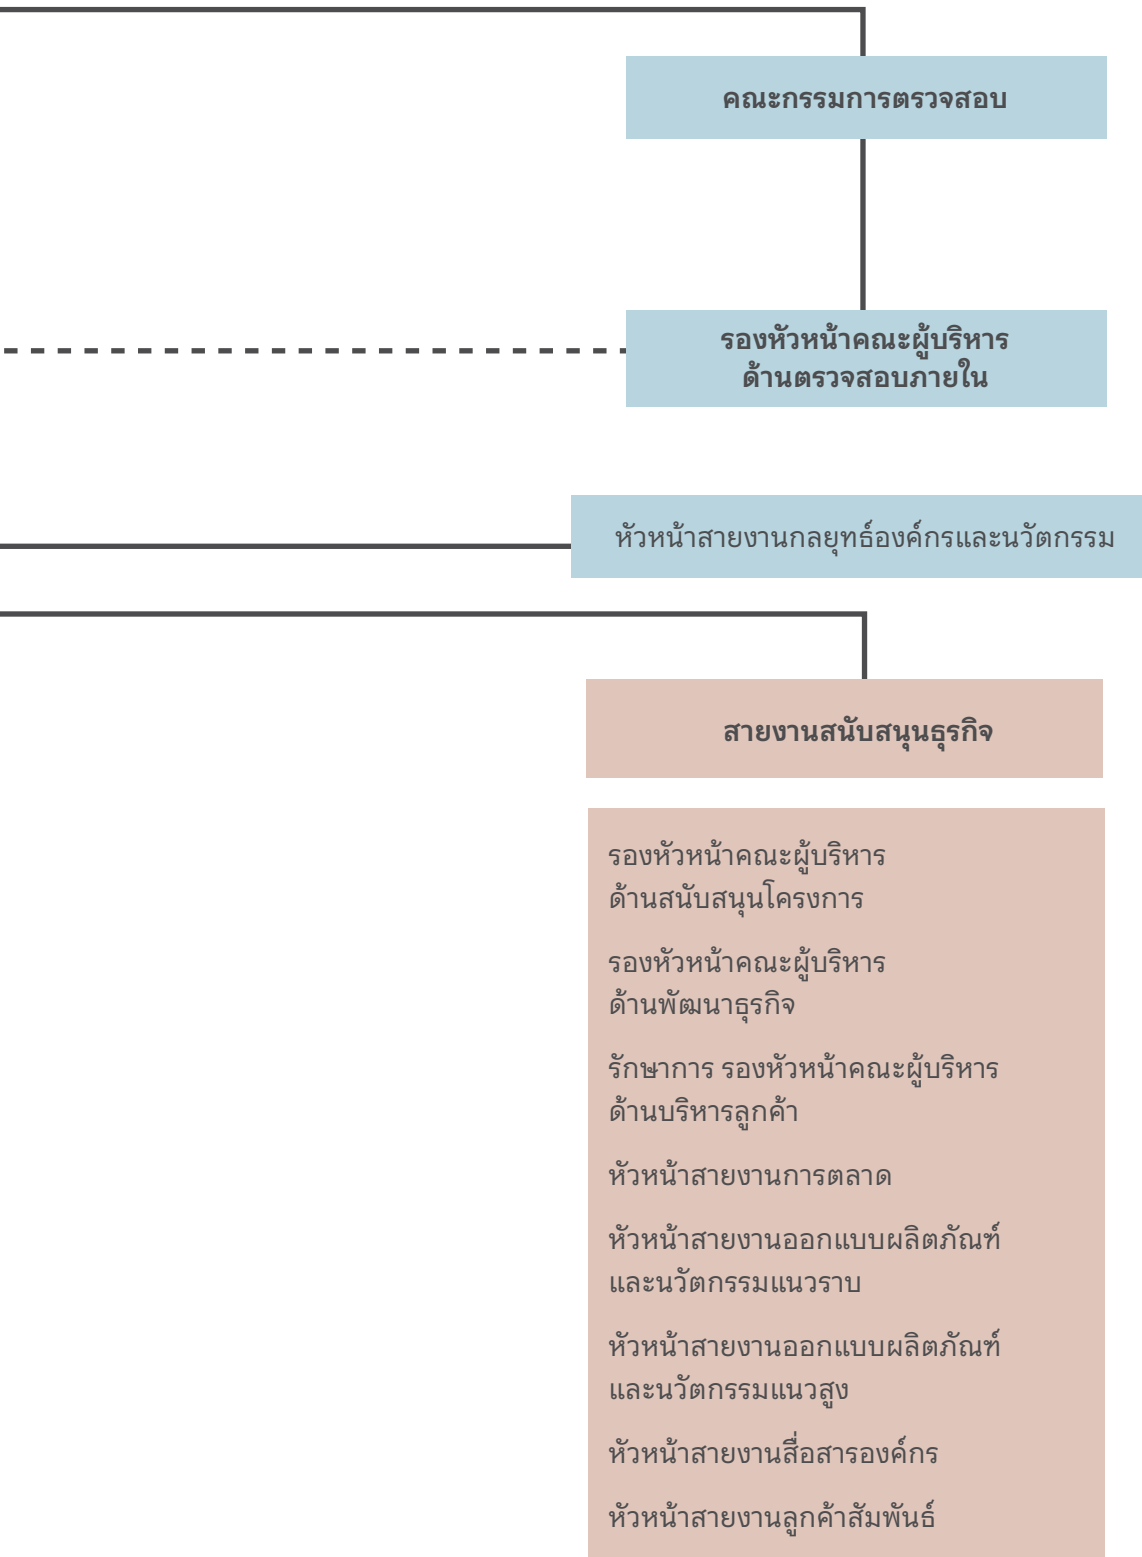 คณะกรรมการตรวจสอบ
รองหัวหน้าคณะผู้บริหาร
ด้านตรวจสอบภายใน
หัวหน้าสายงานกลยุทธ์องค์กรและนวัตกรรม
สายงานสนับสนุนธุรกิจ
รองหัวหน้าคณะผู้บริหาร
ด้านสนับสนุนโครงการ
รองหัวหน้าคณะผู้บริหาร
ด้านพัฒนาธุรกิจ
รักษาการ รองหัวหน้าคณะผู้บริหาร
ด้านบริหารลูกค้า
หัวหน้าสายงานการตลาด
หัวหน้าสายงานออกแบบผลิตภัณฑ์
และนวัตกรรมแนวราบ
หัวหน้าสายงานออกแบบผลิตภัณฑ์
และนวัตกรรมแนวสูง
หัวหน้าสายงานสื่อสารองค์กร
หัวหน้าสายงานลูกค้าสัมพันธ์